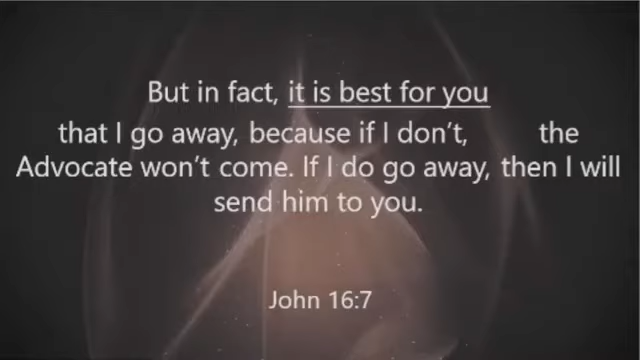 But in fact, it is best for you
that I go away, because if I don't, the
Advocate won't come. If I do go away, then I will
send him to you.
John 16:7